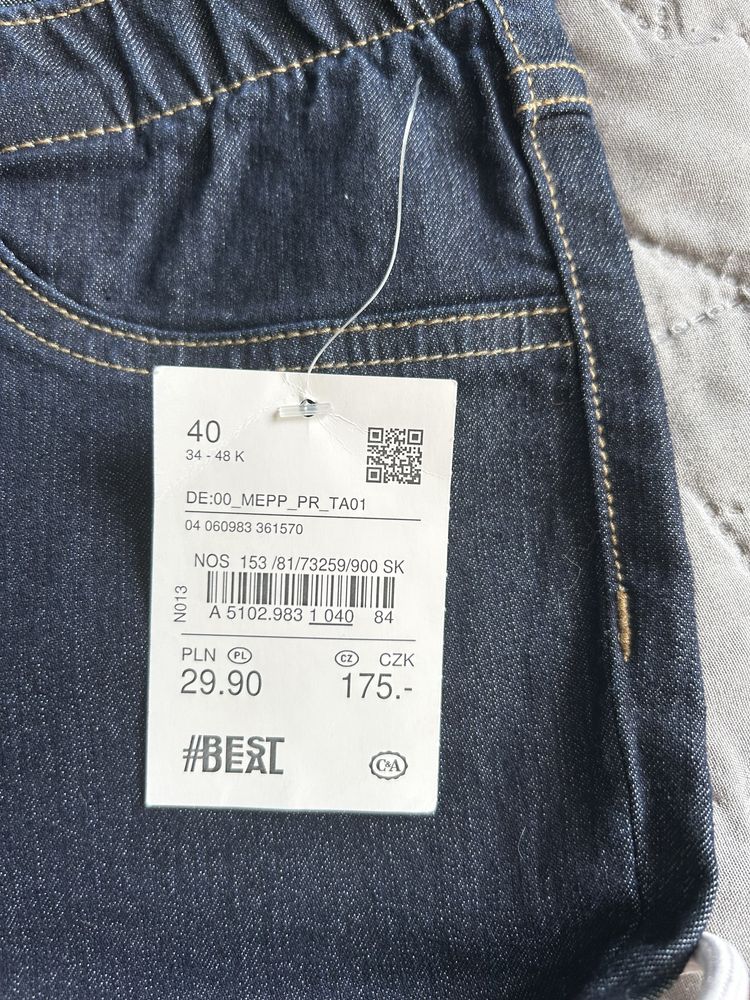 40
34 - 48 K
DE:00_MEPP_PR_TA01
04 060983 361570
NOS 153 /81/73259/900 SK
N013
A 5102.983 1 040 84
PLN PL CZ CZK
29.90 175.-
#BEST
DEAL
C&A